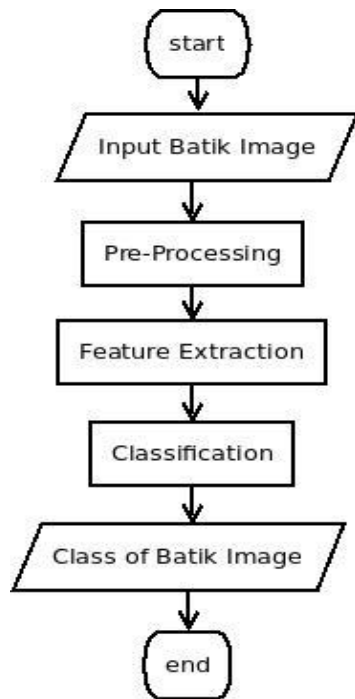 start
Input Batik Image
Pre-Processing
Feature Extraction
Classification
Class of Batik Image
end